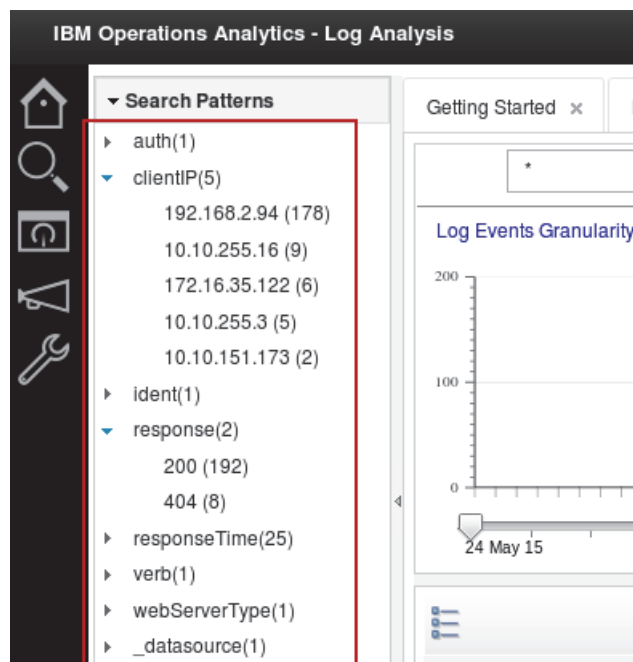 IBM Operations Analytics - Log Analysis
Search Patterns
auth(1)
clientIP(5)
192.168.2.94 (178)
10.10.255.16 (9)
172.16.35.122 (6)
10.10.255.3 (5)
10.10.151.173 (2)
ident(1)
response(2)
200 (192)
404 (8)
responseTime(25)
verb(1)
webServerType(1)
_datasource(1)
Getting Started ×
*
Log Events Granularity
200
100
0
24 May 15